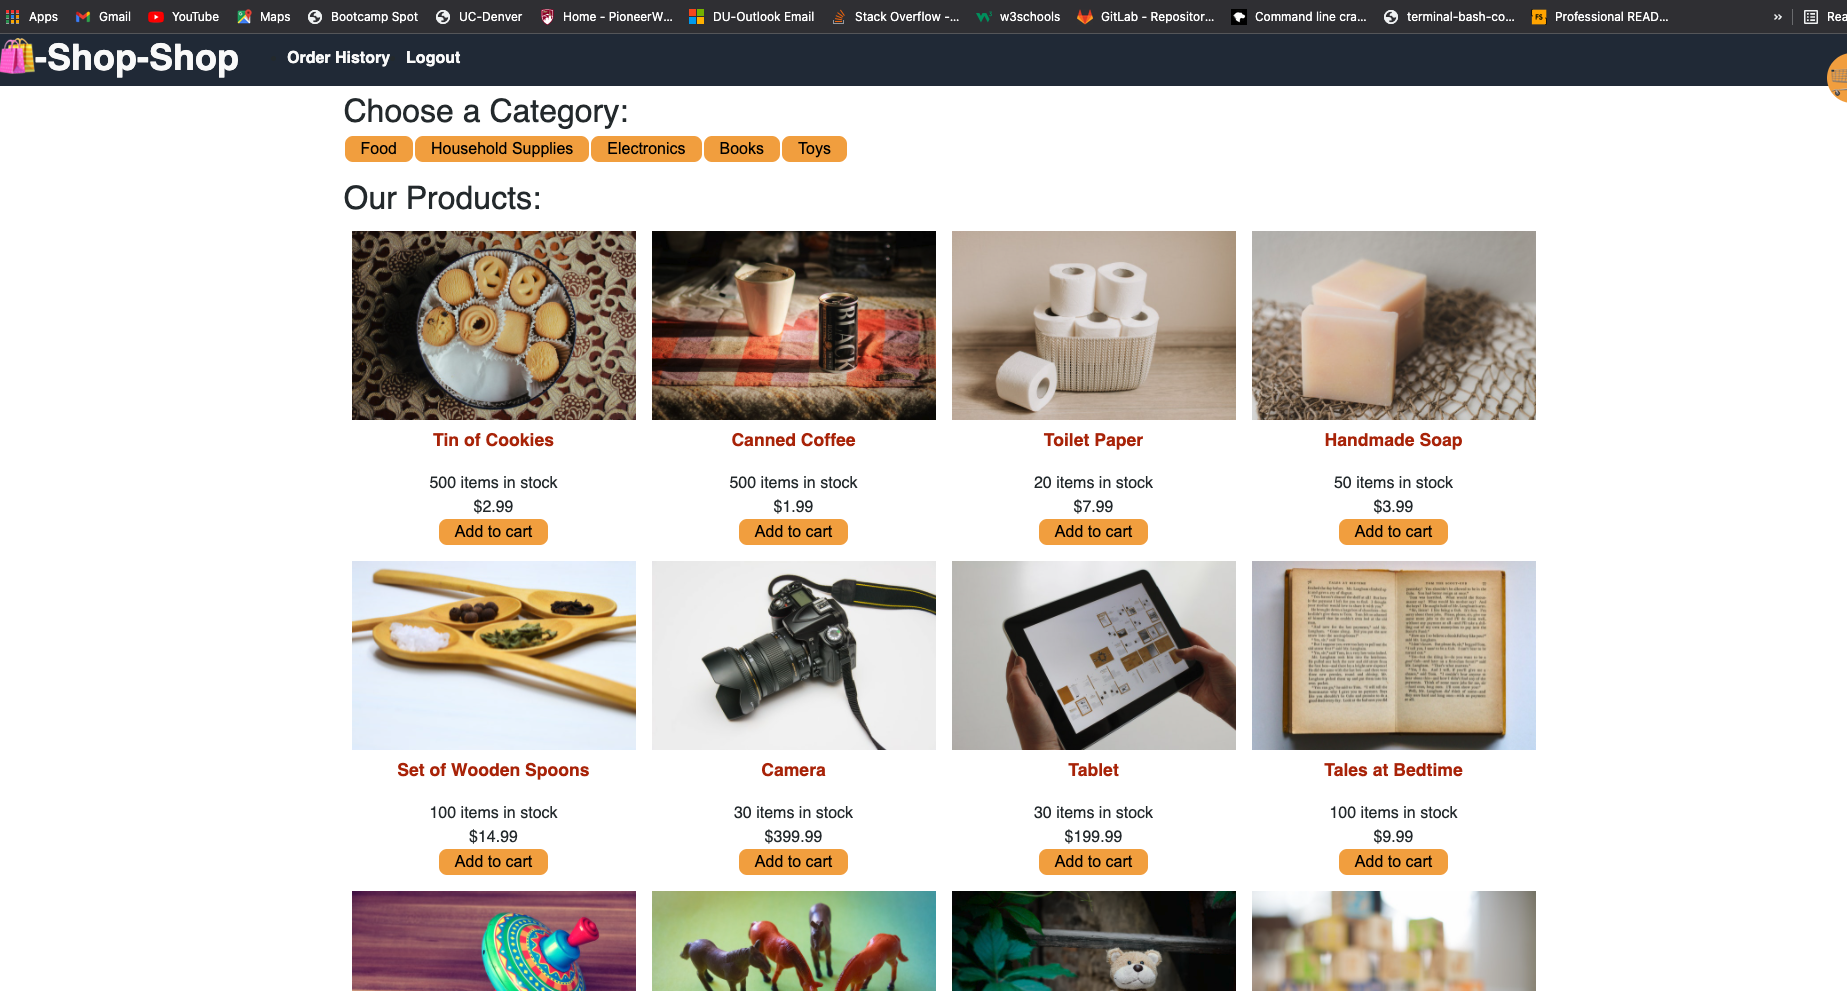 Apps Gmail YouTube Maps Bootcamp Spot UC-Denver Home - PioneerW... DU-Outlook Email Stack Overflow -... w3schools GitLab - Repositor... Command line cra... terminal-bash-co... Professional READ... » Rea
-Shop-Shop Order History Logout
Choose a Category:
Food Household Supplies Electronics Books Toys
Our Products:
BLACK
Tin of Cookies Canned Coffee Toilet Paper Handmade Soap
500 items in stock 500 items in stock 20 items in stock 50 items in stock
$2.99 $1.99 $7.99 $3.99
Add to cart Add to cart Add to cart Add to cart
Set of Wooden Spoons Camera Tablet Tales at Bedtime
100 items in stock 30 items in stock 30 items in stock 100 items in stock
$14.99 $399.99 $199.99 $9.99
Add to cart Add to cart Add to cart Add to cart